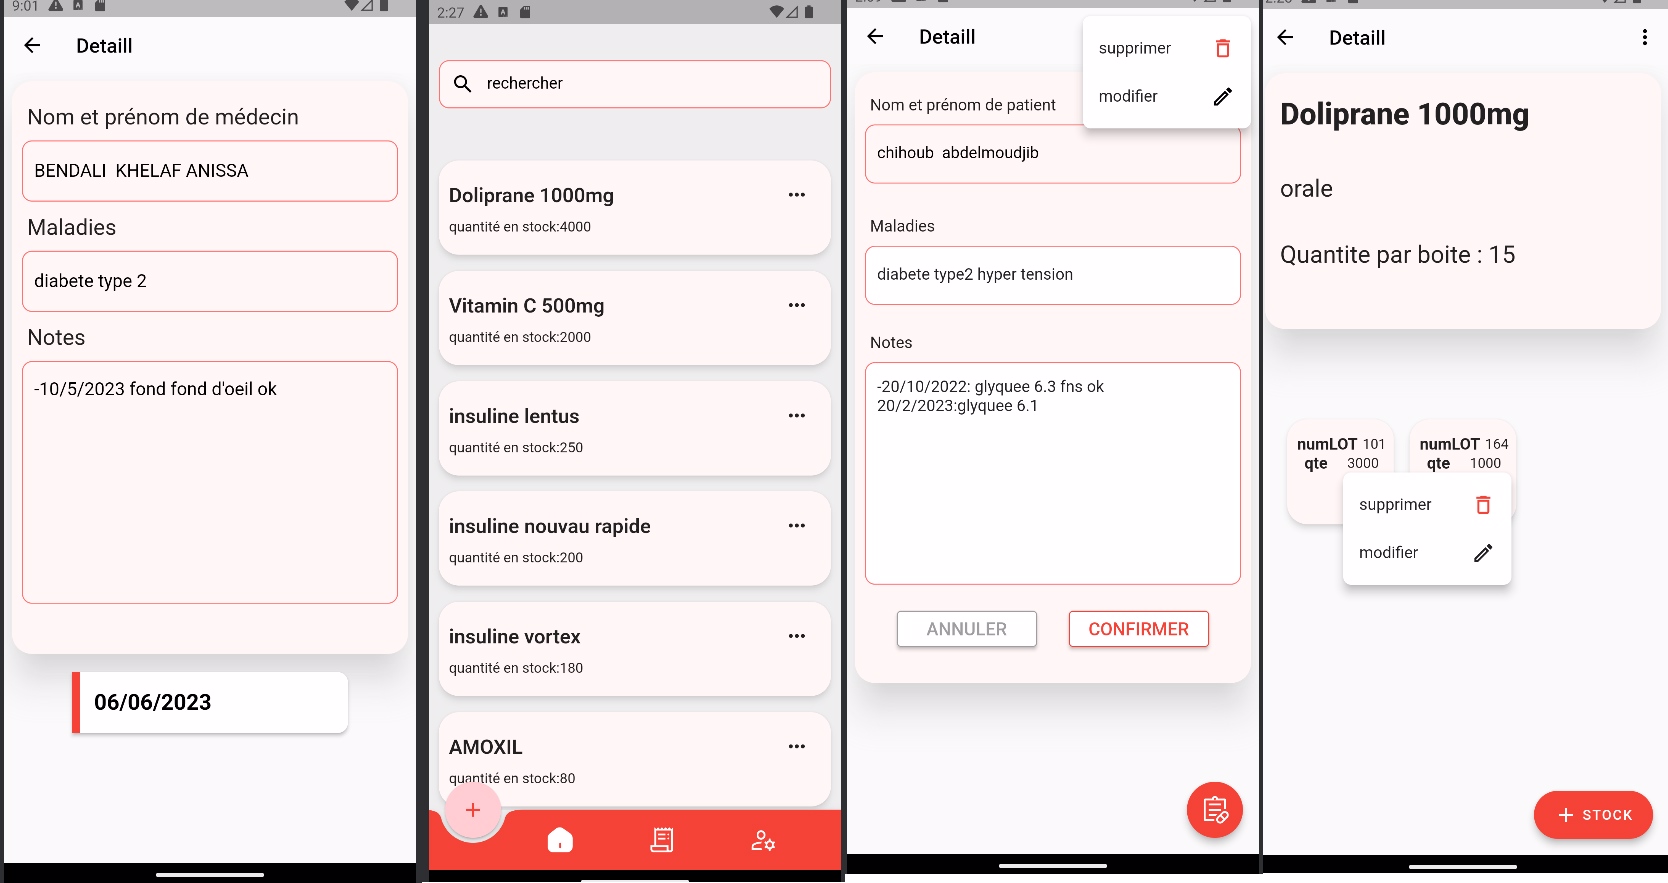 9:01
Detaill
Nom et prénom de médecin
BENDALI  KHELAF ANISSA
Maladies
diabete type 2
Notes
-10/5/2023 fond fond d'oeil ok
06/06/2023
2:27
rechercher
Doliprane 1000mg
quantité en stock:4000
Vitamin C 500mg
quantité en stock:2000
insuline lentus
quantité en stock:250
insuline nouvau rapide
quantité en stock:200
insuline vortex
quantité en stock:180
AMOXIL
quantité en stock:80
Detaill
supprimer
modifier
Nom et prénom de patient
chihoub  abdelmoudjib
Maladies
diabete type2 hyper tension
Notes
-20/10/2022: glyquee 6.3 fns ok
20/2/2023:glyquee 6.1
ANNULER CONFIRMER
Detaill
Doliprane 1000mg
orale
Quantite par boite : 15
numLOT 101
qte 3000
numLOT 164
qte 1000
supprimer
modifier
+ STOCK